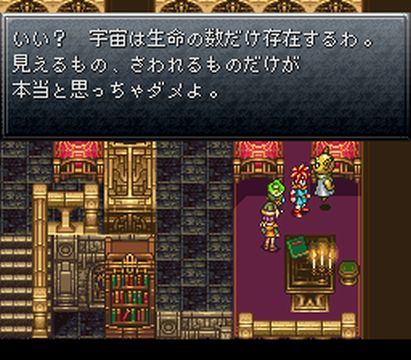 いい？　宇宙は生命の数だけ存在するわ。
見えるもの、さわれるものだけが
本当と思っちゃダメよ。